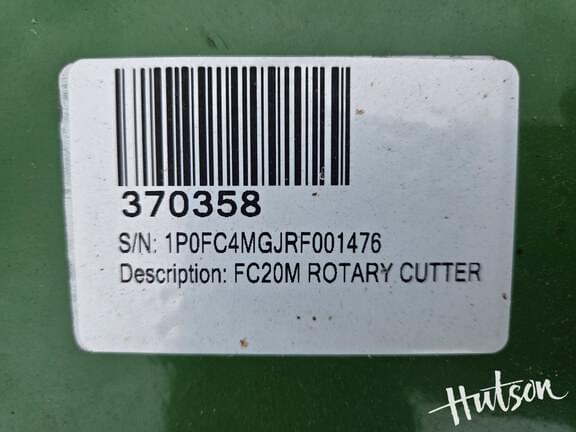 370358
S/N: 1P0FC4MGJRF001476
Description: FC20M ROTARY CUTTER
Hutson